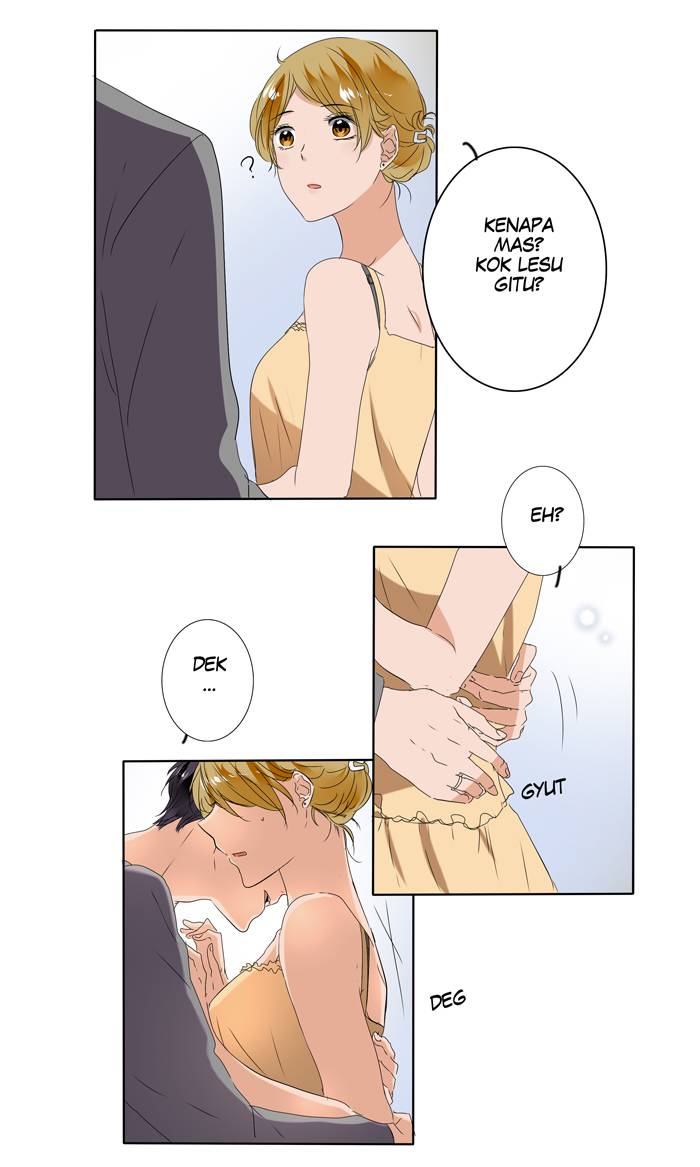 ?
KENAPA
MAS?
KOK LESU
GITU?
EH?
GYUT
DEK
...
DEG